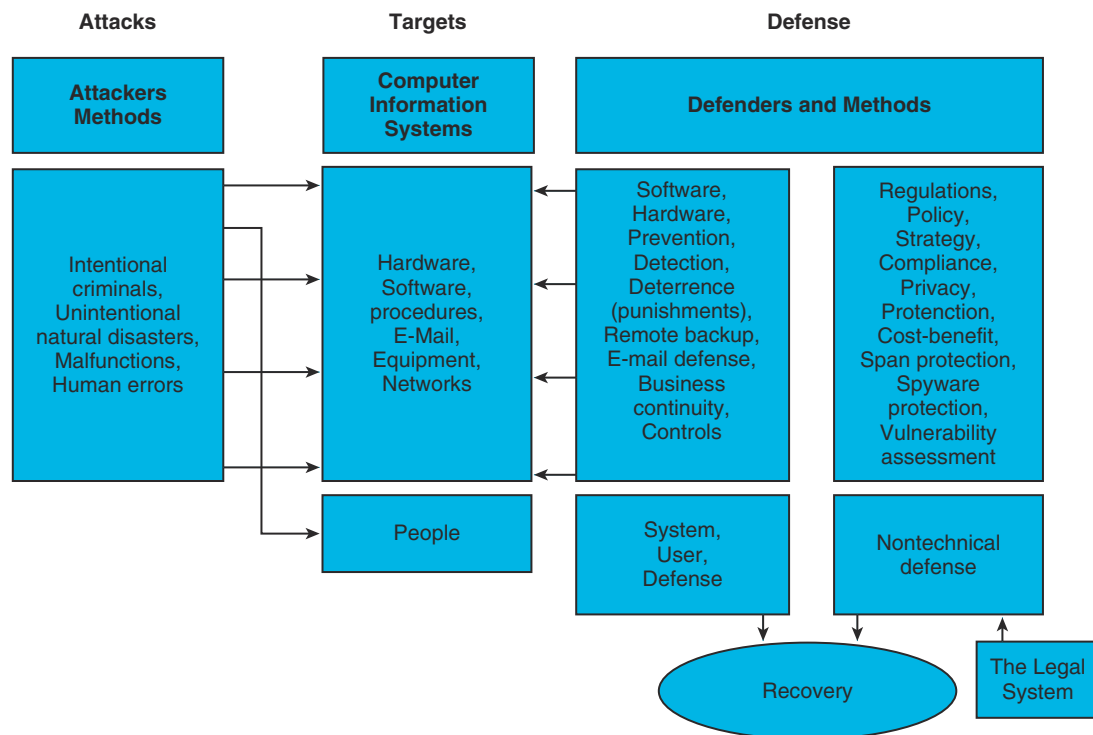 Attacks
Targets
Defense
Attackers
Methods
Computer
Information
Systems
Defenders and Methods
Intentional
criminals,
Unintentional
natural disasters,
Malfunctions,
Human errors
Hardware,
Software,
procedures,
E-Mail,
Equipment,
Networks
Software,
Hardware,
Prevention,
Detection,
Deterrence
(punishments),
Remote backup,
E-mail defense,
Business
continuity,
Controls
Regulations,
Policy,
Strategy,
Compliance,
Privacy,
Protenction,
Cost-benefit,
Span protection,
Spyware
protection,
Vulnerability
assessment
People
System,
User,
Defense
Nontechnical
defense
Recovery
The Legal
System